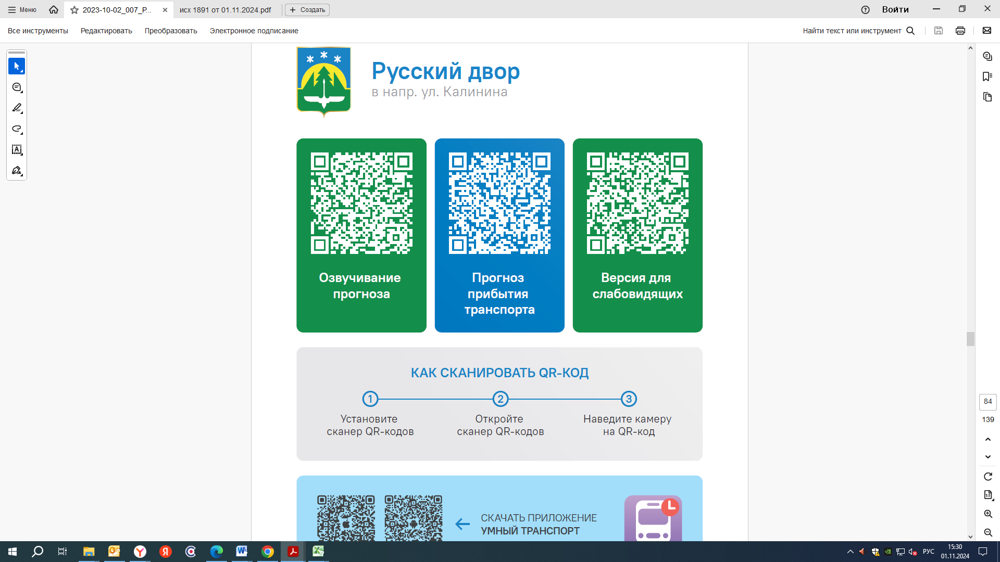 Меню
2023-10-02_007_P...
исх 1891 от 01.11.2024.pdf
Создать
Войти
Все инструменты
Редактировать
Преобразовать
Электронное подписание
Найти текст или инструмент
Русский двор
в напр. ул. Калинина
Озвучивание
прогноза
Прогноз
прибытия
транспорта
Версия для
слабовидящих
КАК СКАНИРОВАТЬ QR-КОД
1
2
3
Установите
сканер QR-кодов
Откройте
сканер QR-кодов
Наведите камеру
на QR-код
СКАЧАТЬ ПРИЛОЖЕНИЕ
УМНЫЙ ТРАНСПОРТ
84
139
1:1
РУС
15:30
01.11.2024